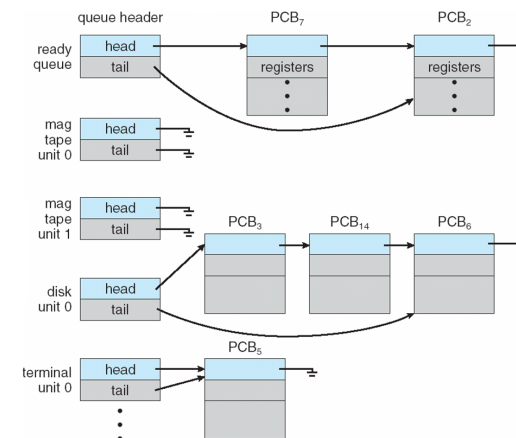 queue header
PCB₇
PCB₂
ready
queue
head
tail
registers
registers
mag
tape
unit 0
head
tail
mag
tape
unit 1
head
tail
PCB₃
PCB₁₄
PCB₆
disk
unit 0
head
tail
PCB₅
terminal
unit 0
head
tail